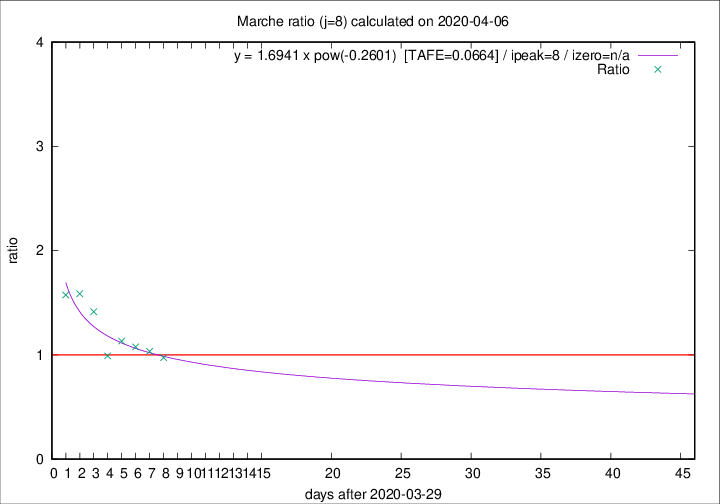 Marche ratio (j=8) calculated on 2020-04-06
y = 1.6941 x pow(-0.2601)  [TAFE=0.0664] / ipeak=8 / izero=n/a
Ratio
4
3
2
1
0
ratio
0 1 2 3 4 5 6 7 8 9 10 11 12 13 14 15 20 25 30 35 40 45
days after 2020-03-29